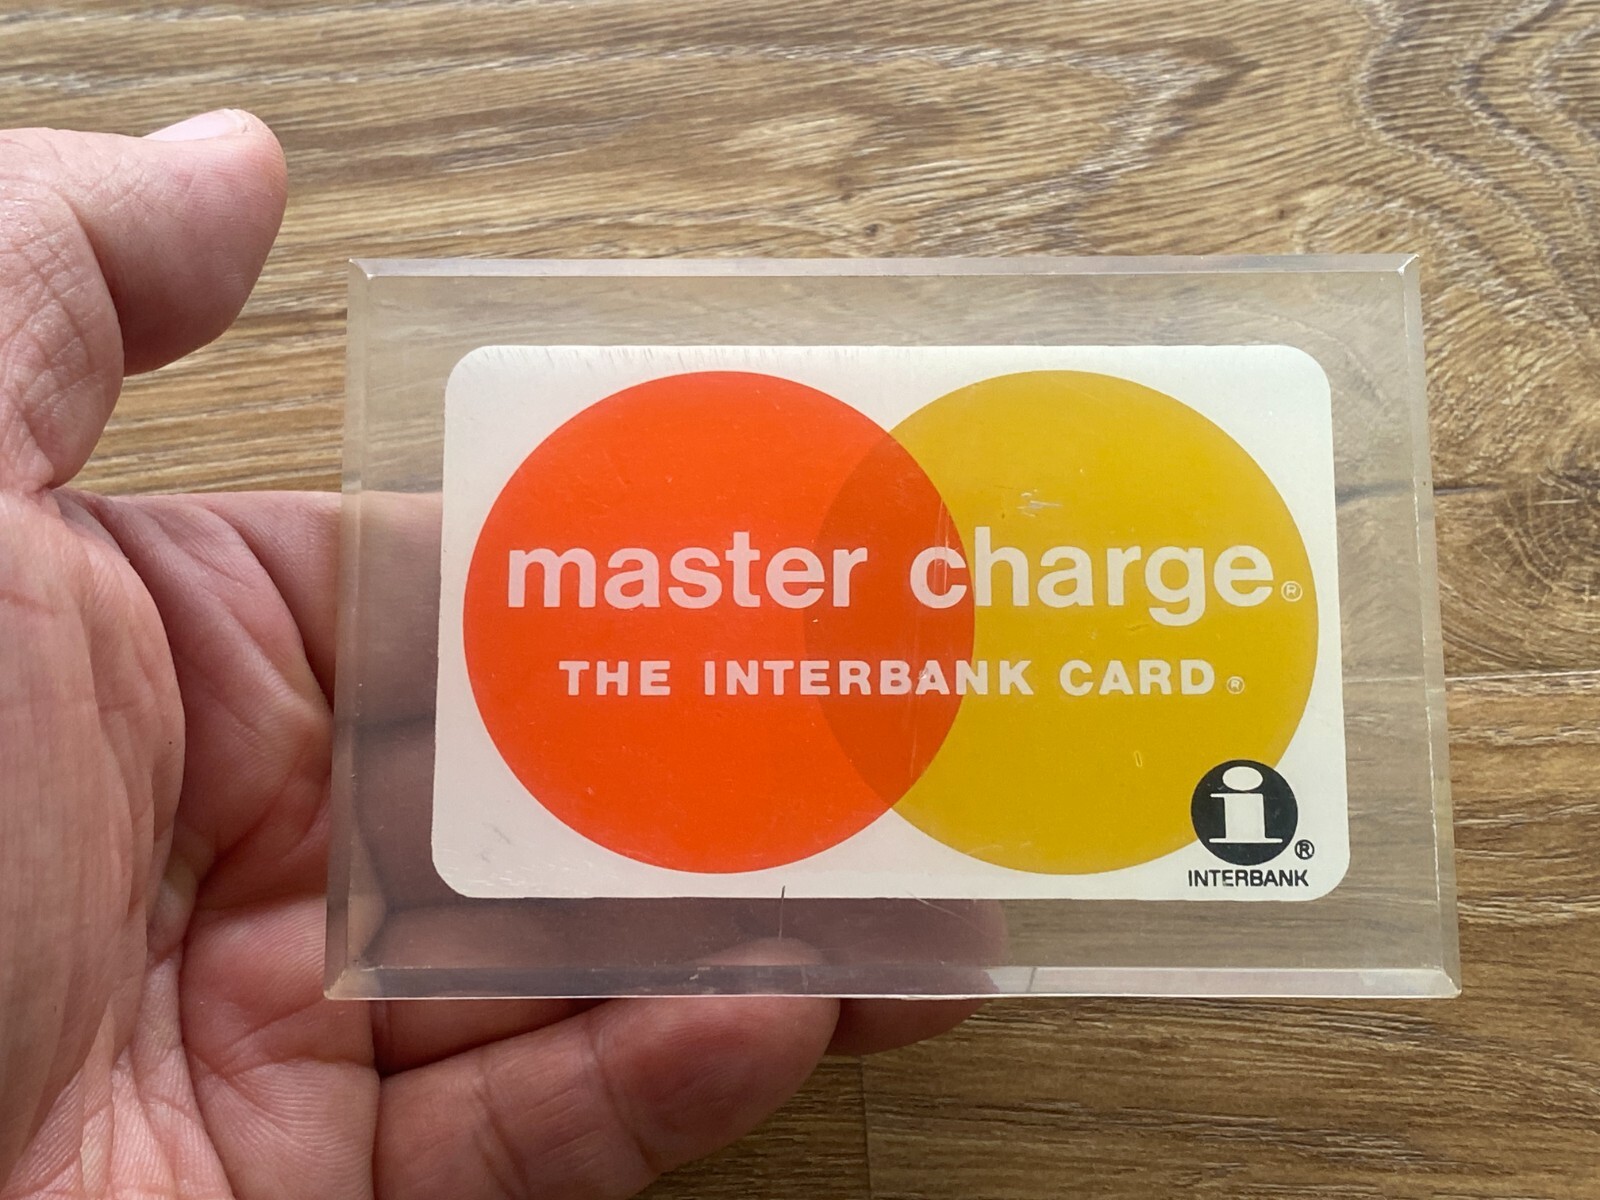 master charge®
THE INTERBANK CARD®
i®
INTERBANK